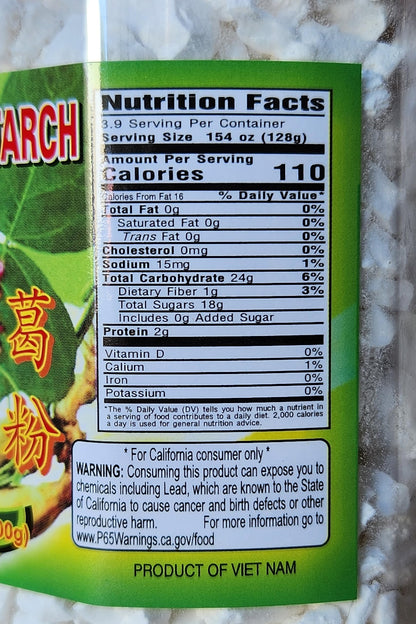 ARCH
葛
粉
00g)
Nutrition Facts
3.9 Serving Per Container
Serving Size 154 oz (128g)
Amount Per Serving
Calories 110
Calories From Fat 16 % Daily Value*
Total Fat 0g 0%
Saturated Fat 0g 0%
Trans Fat 0g 0%
Cholesterol 0mg 0%
Sodium 15mg 1%
Total Carbohydrate 24g 6%
Dietary Fiber 1g 3%
Total Sugars 18g
Includes 0g Added Sugar
Protein 2g
Vitamin D 0%
Calium 1%
Iron 0%
Potassium 0%
*The % Daily Value (DV) tells you how much a nutrient in
a serving of food contributes to a daily diet. 2,000 calories
a day is used for general nutrition advice.
* For California consumer only *
WARNING: Consuming this product can expose you to
chemicals including Lead, which are known to the State
of California to cause cancer and birth defects or other
reproductive harm. For more information go to
www.P65Warnings.ca.gov/food
PRODUCT OF VIET NAM